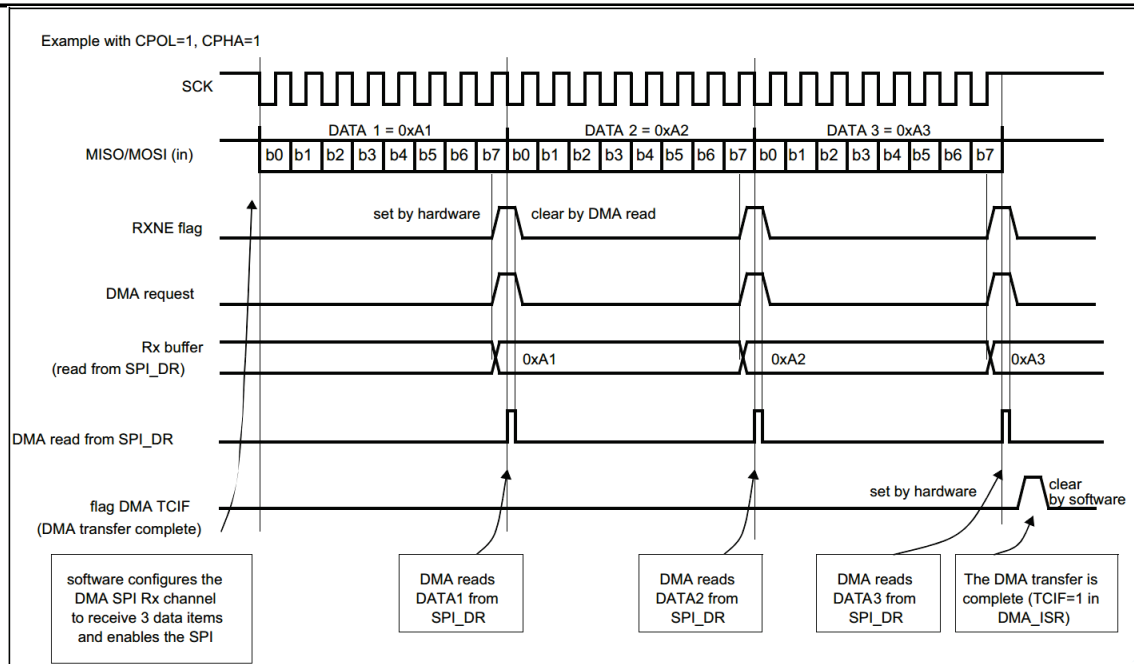 Example with CPOL=1, CPHA=1
SCK
DATA 1 = 0xA1 DATA 2 = 0xA2 DATA 3 = 0xA3
MISO/MOSI (in) b0 b1 b2 b3 b4 b5 b6 b7 b0 b1 b2 b3 b4 b5 b6 b7 b0 b1 b2 b3 b4 b5 b6 b7
set by hardware clear by DMA read
RXNE flag
DMA request
Rx buffer
(read from SPI_DR)
0xA1 0xA2 0xA3
DMA read from SPI_DR
flag DMA TCIF
(DMA transfer complete)
set by hardware
clear
by software
software configures the
DMA SPI Rx channel
to receive 3 data items
and enables the SPI
DMA reads
DATA1 from
SPI_DR
DMA reads
DATA2 from
SPI_DR
DMA reads
DATA3 from
SPI_DR
The DMA transfer is
complete (TCIF=1 in
DMA_ISR)